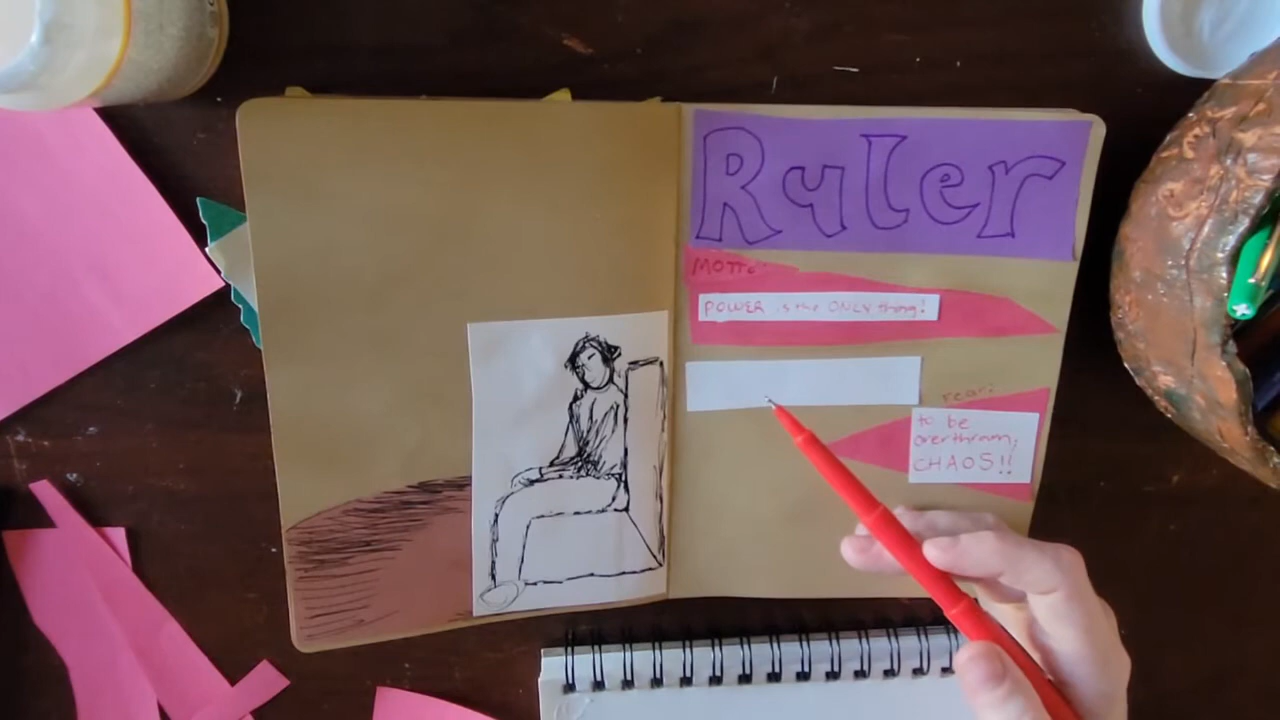 Ruler
MOTTO:
POWER is the ONLY thing!
fear:
to be
overthrown,
CHAOS!!